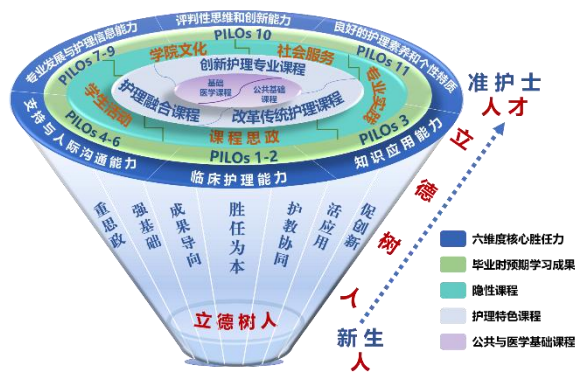 批判性思维和创新能力
专业发展与护理信息能力
良好的护理素养和个性特质
PILOs 10
PILOs 7-9
PILOs 11
学院文化
社会服务
创新护理专业课程
学生活动
专业实践
基础
医学课程
公共基础
课程
护理融合课程
改革传统护理课程
课程思政
PILOs 4-6
PILOs 1-2
PILOs 3
支持与人际沟通能力
临床护理能力
知识应用能力
准护士
人才
立德树人
重思政
强基础
成果导向
胜任为本
护教协同
活应用
促创新
立德树人
新生
人
六维度核心胜任力
毕业时预期学习成果
隐性课程
护理特色课程
公共与医学基础课程